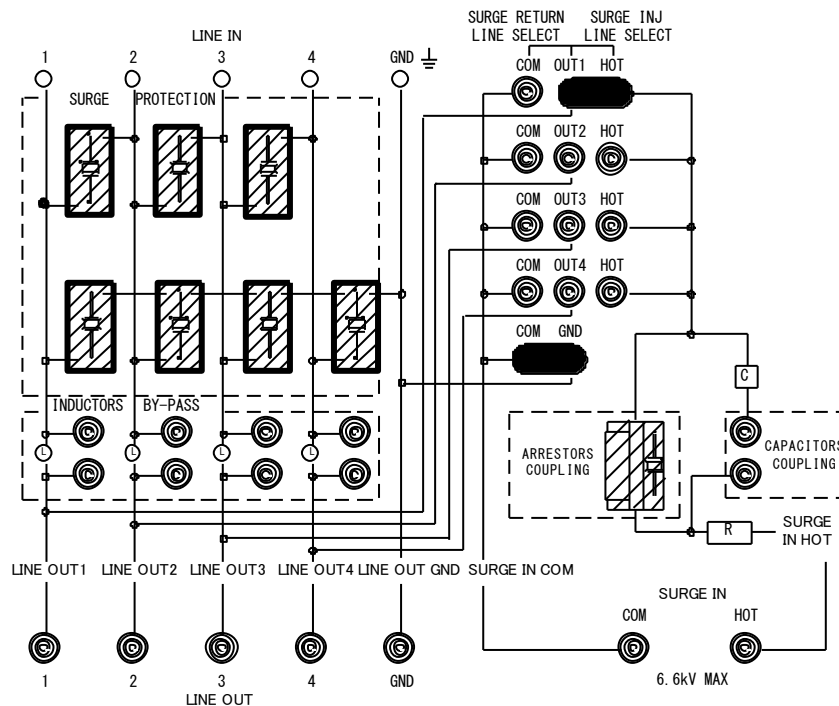 SURGE RETURN LINE SELECT
SURGE INJ LINE SELECT
LINE IN
1
2
3
4
GND
COM OUT1 HOT
SURGE PROTECTION
COM OUT2 HOT
COM OUT3 HOT
COM OUT4 HOT
COM GND
C
INDUCTORS BY-PASS
L
L
L
L
ARRESTORS COUPLING
CAPACITORS COUPLING
R
SURGE IN HOT
LINE OUT1
LINE OUT2
LINE OUT3
LINE OUT4
LINE OUT GND
SURGE IN COM
SURGE IN
COM
HOT
6.6kV MAX
1
2
3
4
GND
LINE OUT